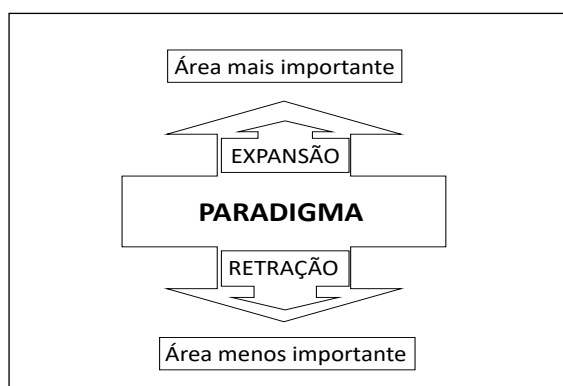 Área mais importante
EXPANSÃO
PARADIGMA
RETRAÇÃO
Área menos importante